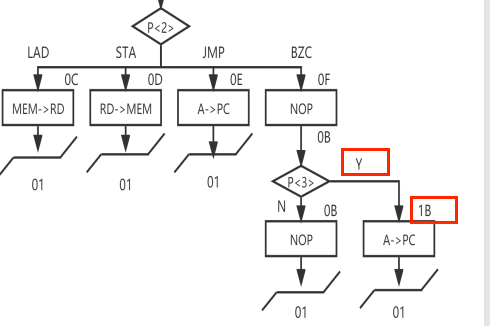 P<2>
LAD STA JMP BZC
0C 0D 0E 0F
MEM->RD RD->MEM A->PC NOP
0B
01 01 01
P<3> Y
N 0B 1B
NOP A->PC
01 01